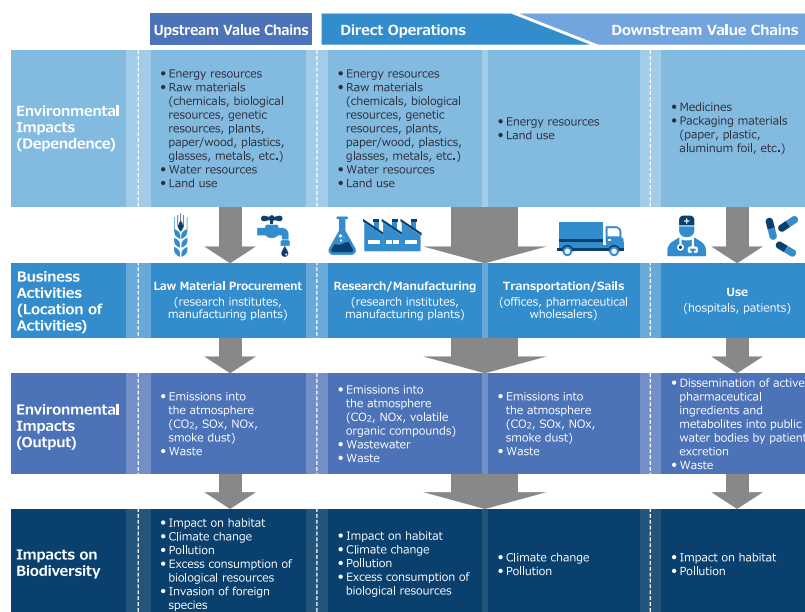 Upstream Value Chains
Direct Operations
Downstream Value Chains
Environmental
Impacts
(Dependence)
• Energy resources
• Raw materials
(chemicals, biological
resources, genetic
resources, plants,
paper/wood, plastics,
glasses, metals, etc.)
• Water resources
• Land use
• Energy resources
• Raw materials
(chemicals, biological
resources, genetic
resources, plants,
paper/wood, plastics,
glasses, metals, etc.)
• Water resources
• Land use
• Energy resources
• Land use
• Medicines
• Packaging materials
(paper, plastic,
aluminum foil, etc.)
Business
Activities
(Location of
Activities)
Law Material Procurement
(research institutes,
manufacturing plants)
Research/Manufacturing
(research institutes,
manufacturing plants)
Transportation/Sails
(offices, pharmaceutical
wholesalers)
Use
(hospitals, patients)
Environmental
Impacts
(Output)
• Emissions into
the atmosphere
(CO2, SOx, NOx,
smoke dust)
• Waste
• Emissions into
the atmosphere
(CO2, NOx, volatile
organic compounds)
• Wastewater
• Waste
• Emissions into
the atmosphere
(CO2, SOx, NOx,
smoke dust)
• Waste
• Dissemination of active
pharmaceutical
ingredients and
metabolites into public
water bodies by patient
excretion
• Waste
Impacts on
Biodiversity
• Impact on habitat
• Climate change
• Pollution
• Excess consumption of
biological resources
• Invasion of foreign
species
• Impact on habitat
• Climate change
• Pollution
• Excess consumption of
biological resources
• Climate change
• Pollution
• Impact on habitat
• Pollution